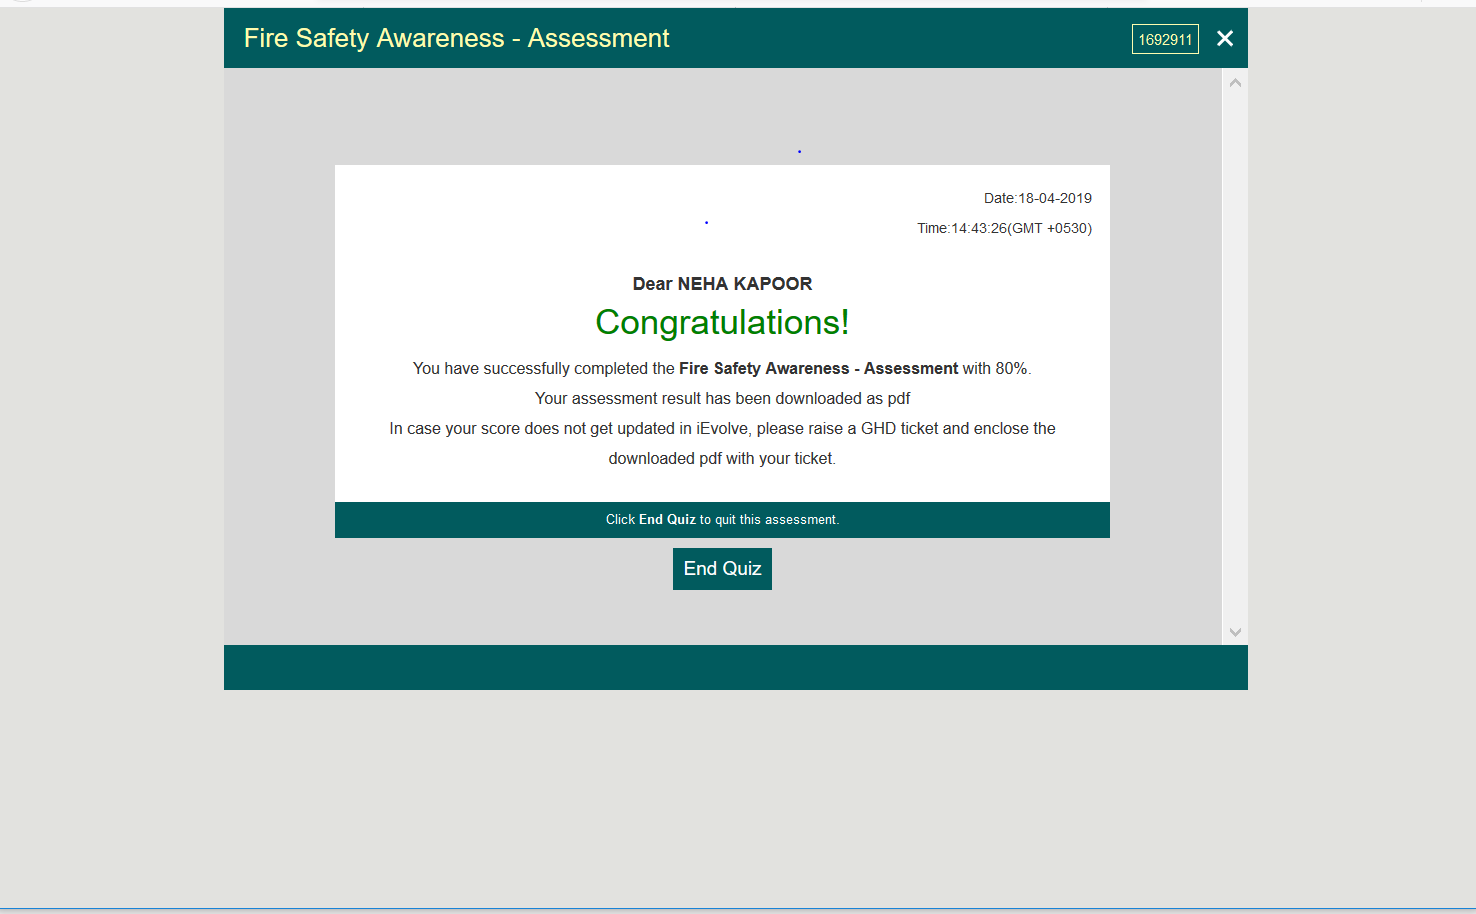 Fire Safety Awareness - Assessment
1692911
Date:18-04-2019
Time:14:43:26(GMT +0530)
Dear NEHA KAPOOR
Congratulations!
You have successfully completed the Fire Safety Awareness - Assessment with 80%.
Your assessment result has been downloaded as pdf
In case your score does not get updated in iEvolve, please raise a GHD ticket and enclose the
downloaded pdf with your ticket.
Click End Quiz to quit this assessment.
End Quiz